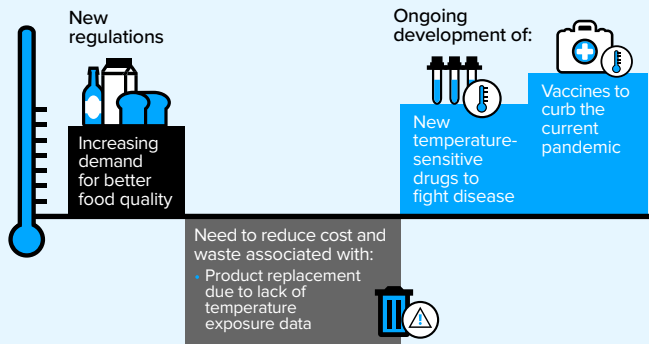 New
regulations
Increasing
demand
for better
food quality
Need to reduce cost and
waste associated with:
• Product replacement
due to lack of
temperature
exposure data
Ongoing
development of:
New
temperature-
sensitive
drugs to
fight disease
Vaccines to
curb the
current
pandemic